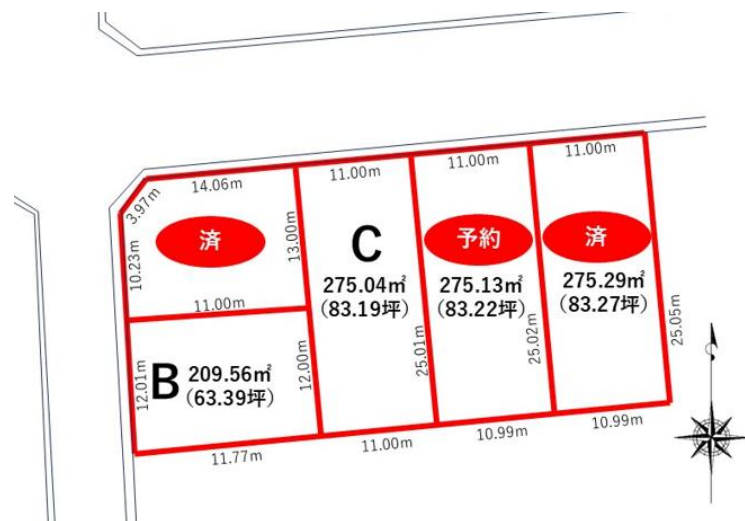 14.06m
11.00m
11.00m
11.00m
3.97m
10.23m
済
13.00m
C
275.04㎡
(83.19坪)
予約
275.13㎡
(83.22坪)
済
275.29㎡
(83.27坪)
11.00m
12.01m
B 209.56㎡
(63.39坪)
12.00m
25.01m
25.02m
25.05m
11.77m
11.00m
10.99m
10.99m